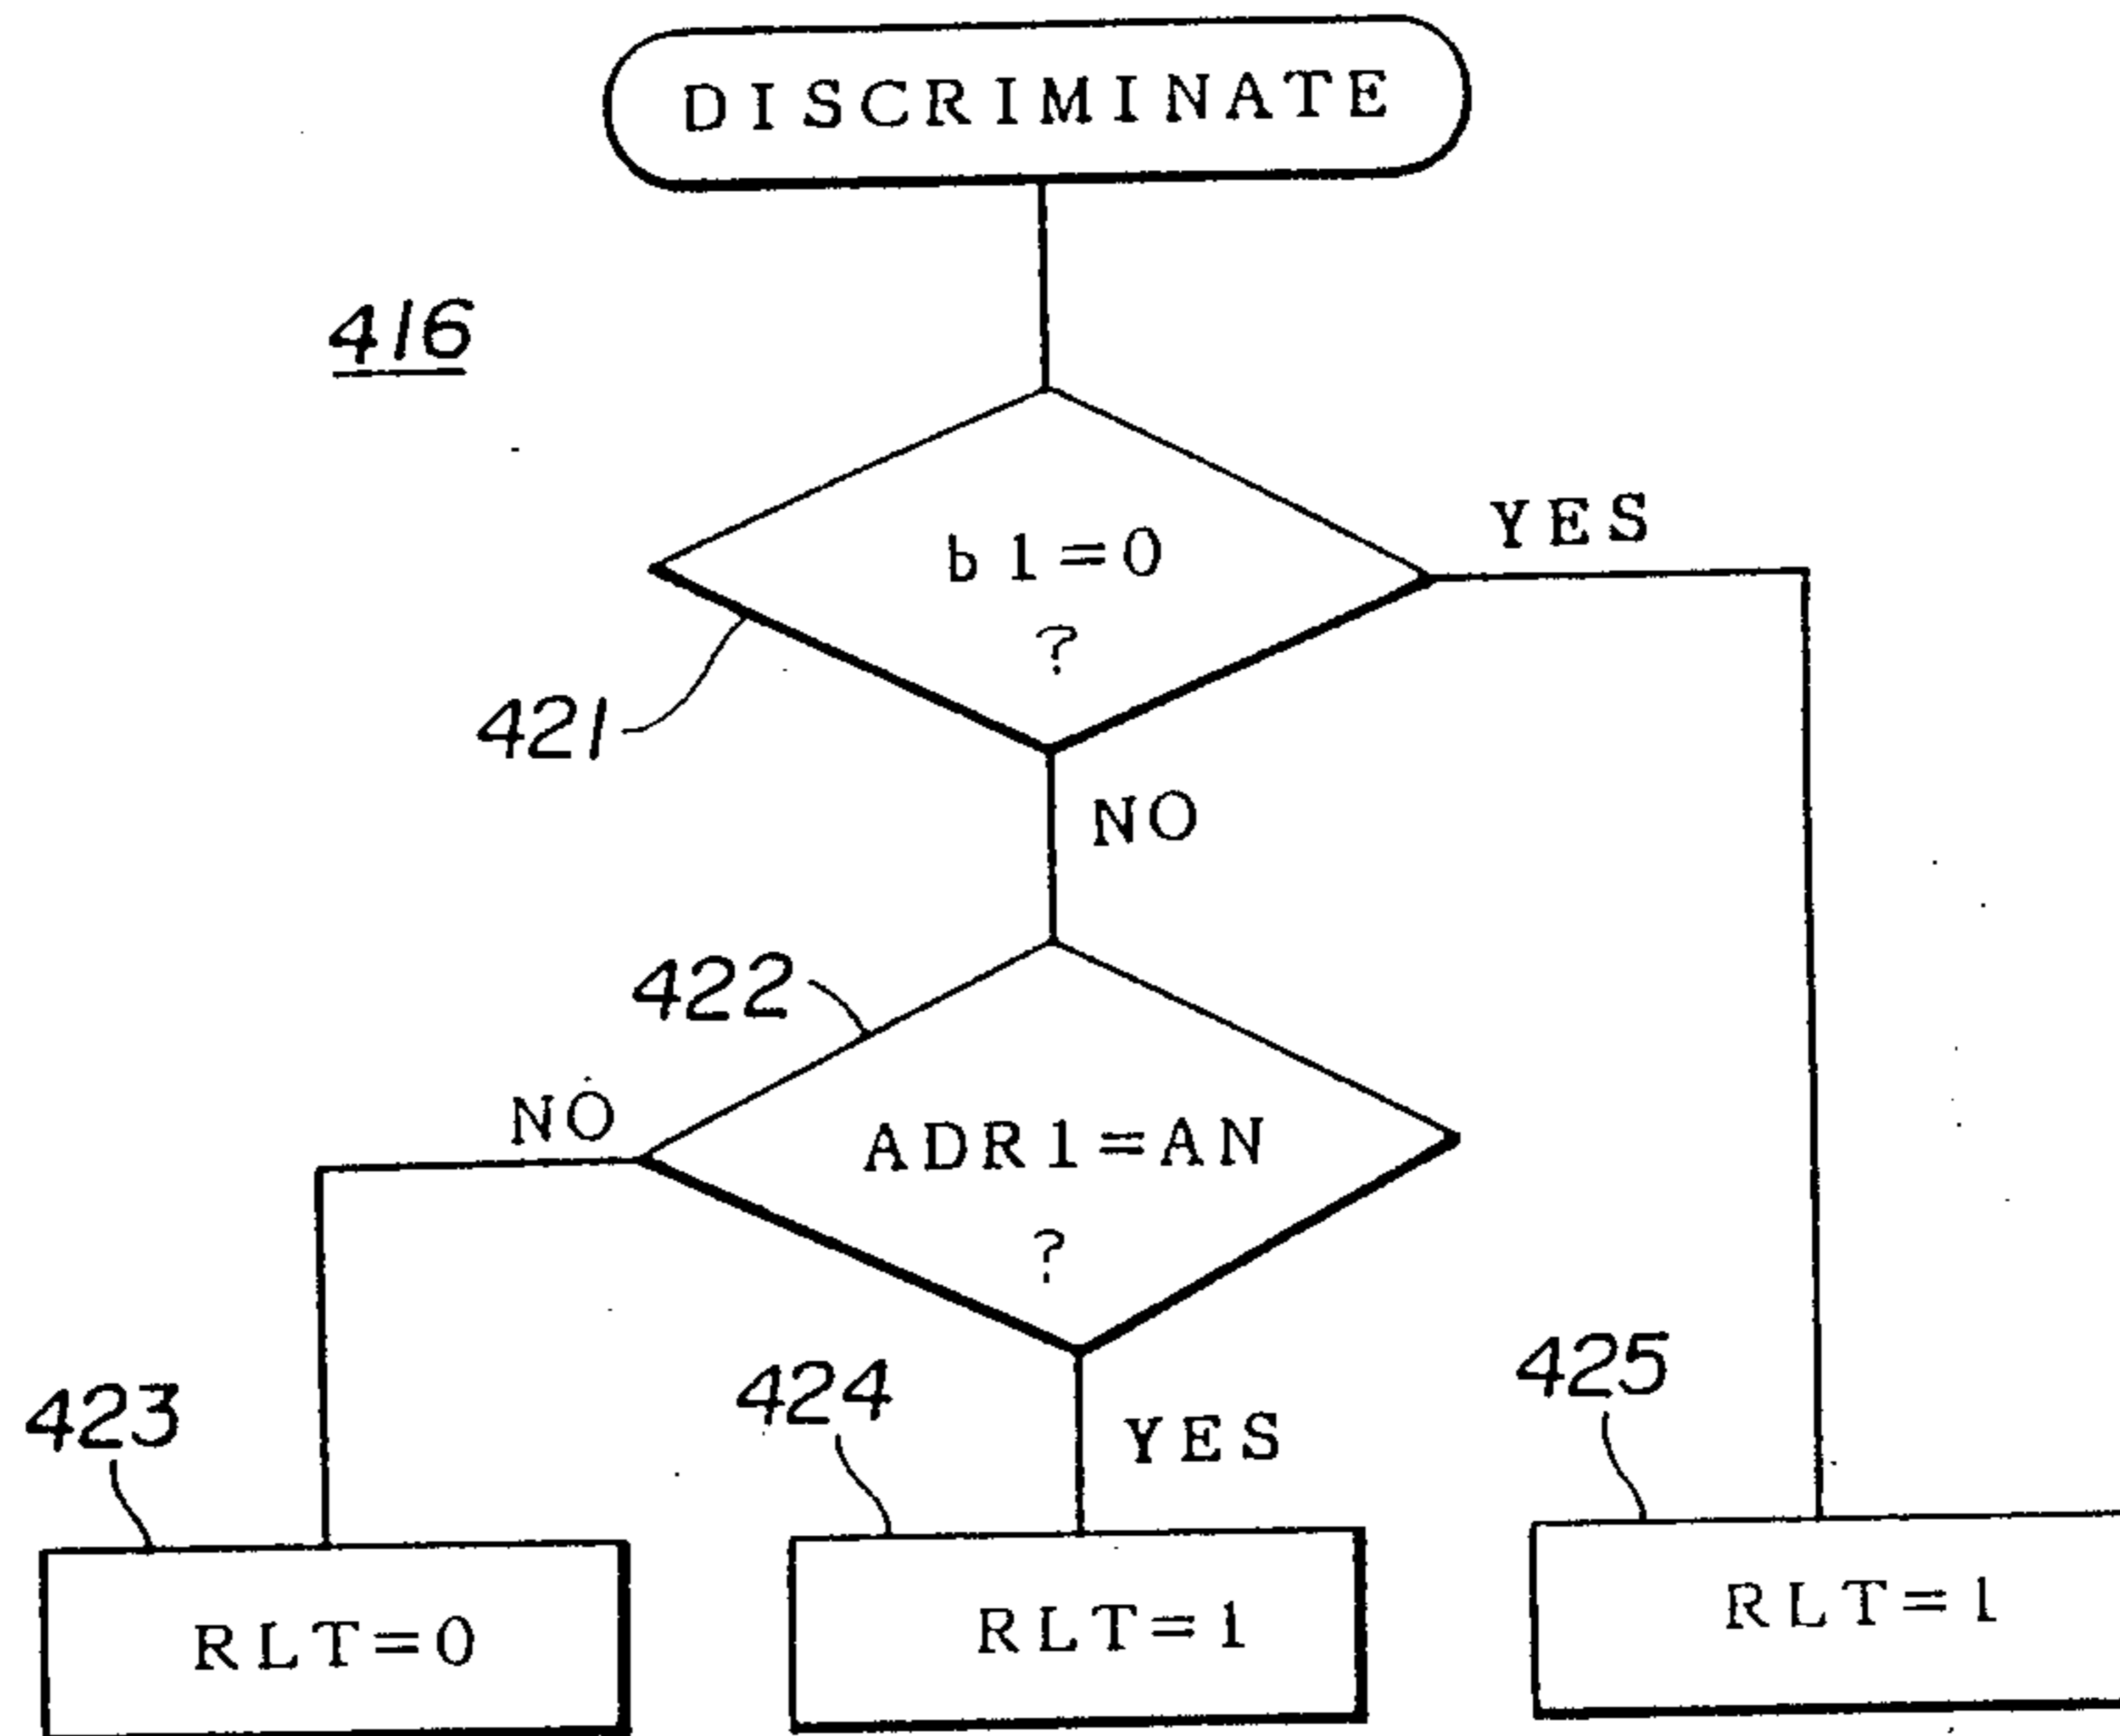 DISCRIMINATE
416
b1=0
?
YES
421
NO
422
NO
ADR1=AN
?
423
424
YES
425
RLT=0
RLT=1
RLT=1